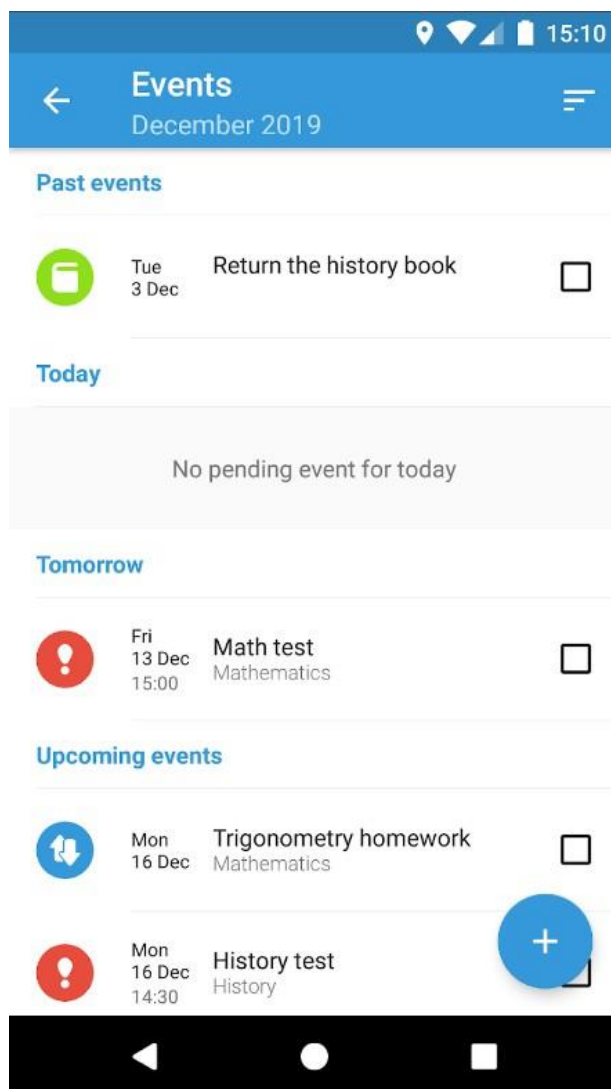 15:10
Events
December 2019
Past events
Tue
3 Dec
Return the history book
Today
No pending event for today
Tomorrow
Fri
13 Dec
15:00
Math test
Mathematics
Upcoming events
Mon
16 Dec
Trigonometry homework
Mathematics
Mon
16 Dec
14:30
History test
History